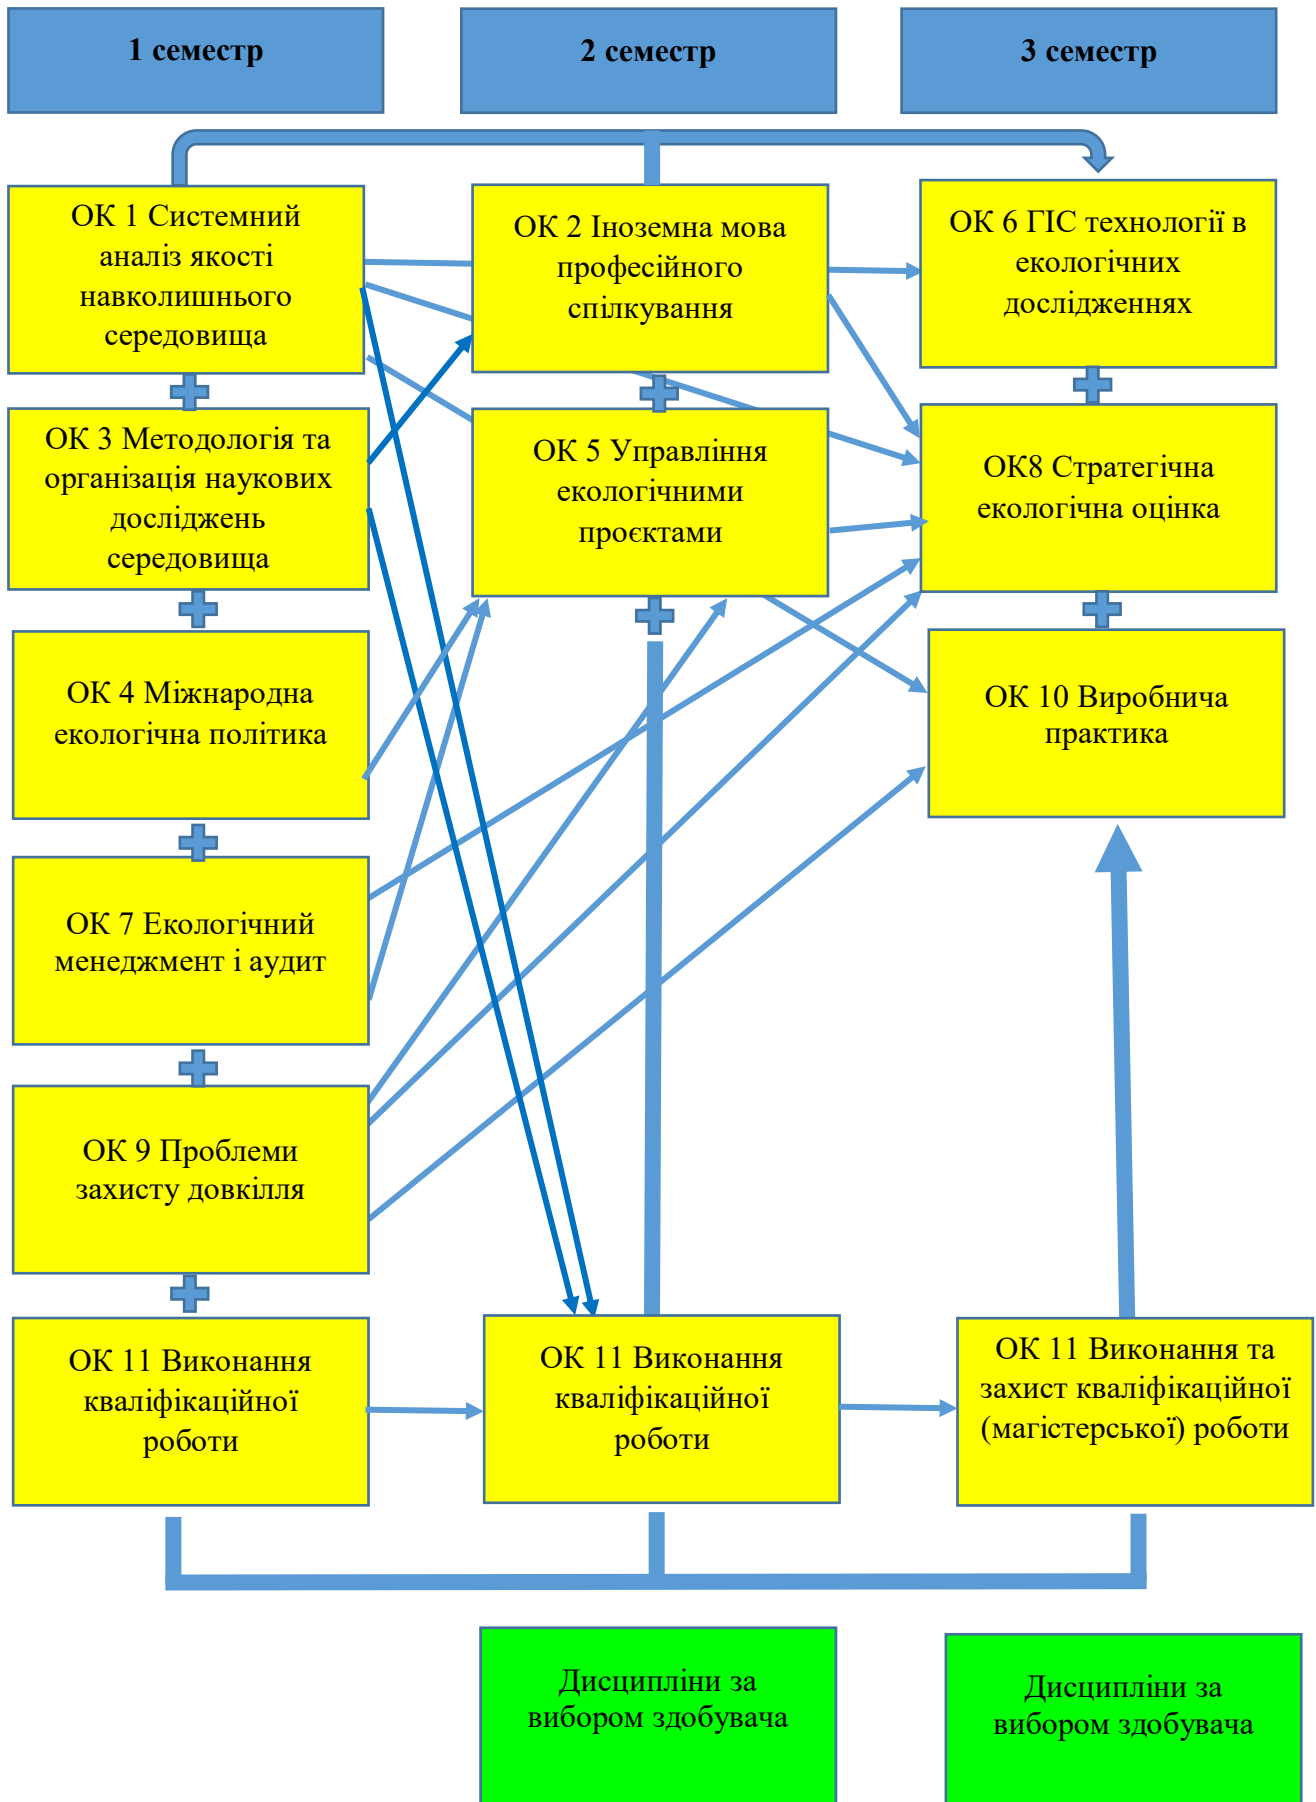 1 семестр
2 семестр
3 семестр
ОК 1 Системний
аналіз якості
навколишнього
середовища
ОК 2 Іноземна мова
професійного
спілкування
ОК 6 ГІС технології в
екологічних
дослідженнях
ОК 3 Методологія та
організація наукових
досліджень
середовища
ОК 5 Управління
екологічними
проєктами
ОК8 Стратегічна
екологічна оцінка
ОК 4 Міжнародна
екологічна політика
ОК 10 Виробнича
практика
ОК 7 Екологічний
менеджмент і аудит
ОК 9 Проблеми
захисту довкілля
ОК 11 Виконання
кваліфікаційної
роботи
ОК 11 Виконання
кваліфікаційної
роботи
ОК 11 Виконання та
захист кваліфікаційної
(магістерської) роботи
Дисципліни за
вибором здобувача
Дисципліни за
вибором здобувача